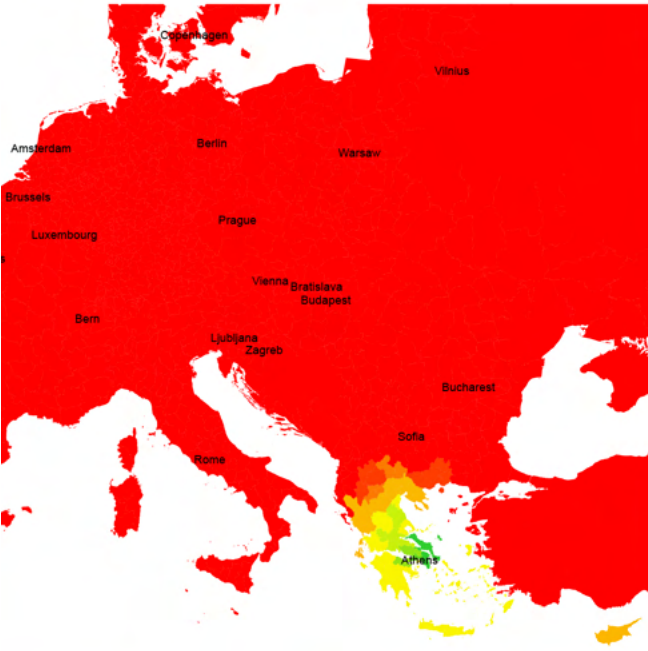 Copenhagen
Vilnius
Berlin
Amsterdam
Warsaw
Brussels
Prague
Luxembourg
s
Vienna
Bratislava
Budapest
Bern
Ljubljana
Zagreb
Bucharest
Sofia
Rome
Athens